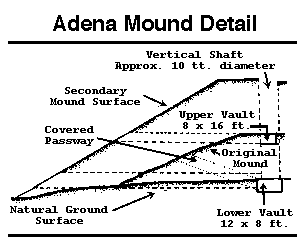 Adena Mound Detail
Vertical Shaft
Approx. 10 tt. diameter
Secondary
Mound Surface
Upper Vault
8 x 16 ft.
Covered
Passway
Original
Mound
Natural Ground
Surface
Lower Vault
12 x 8 ft.